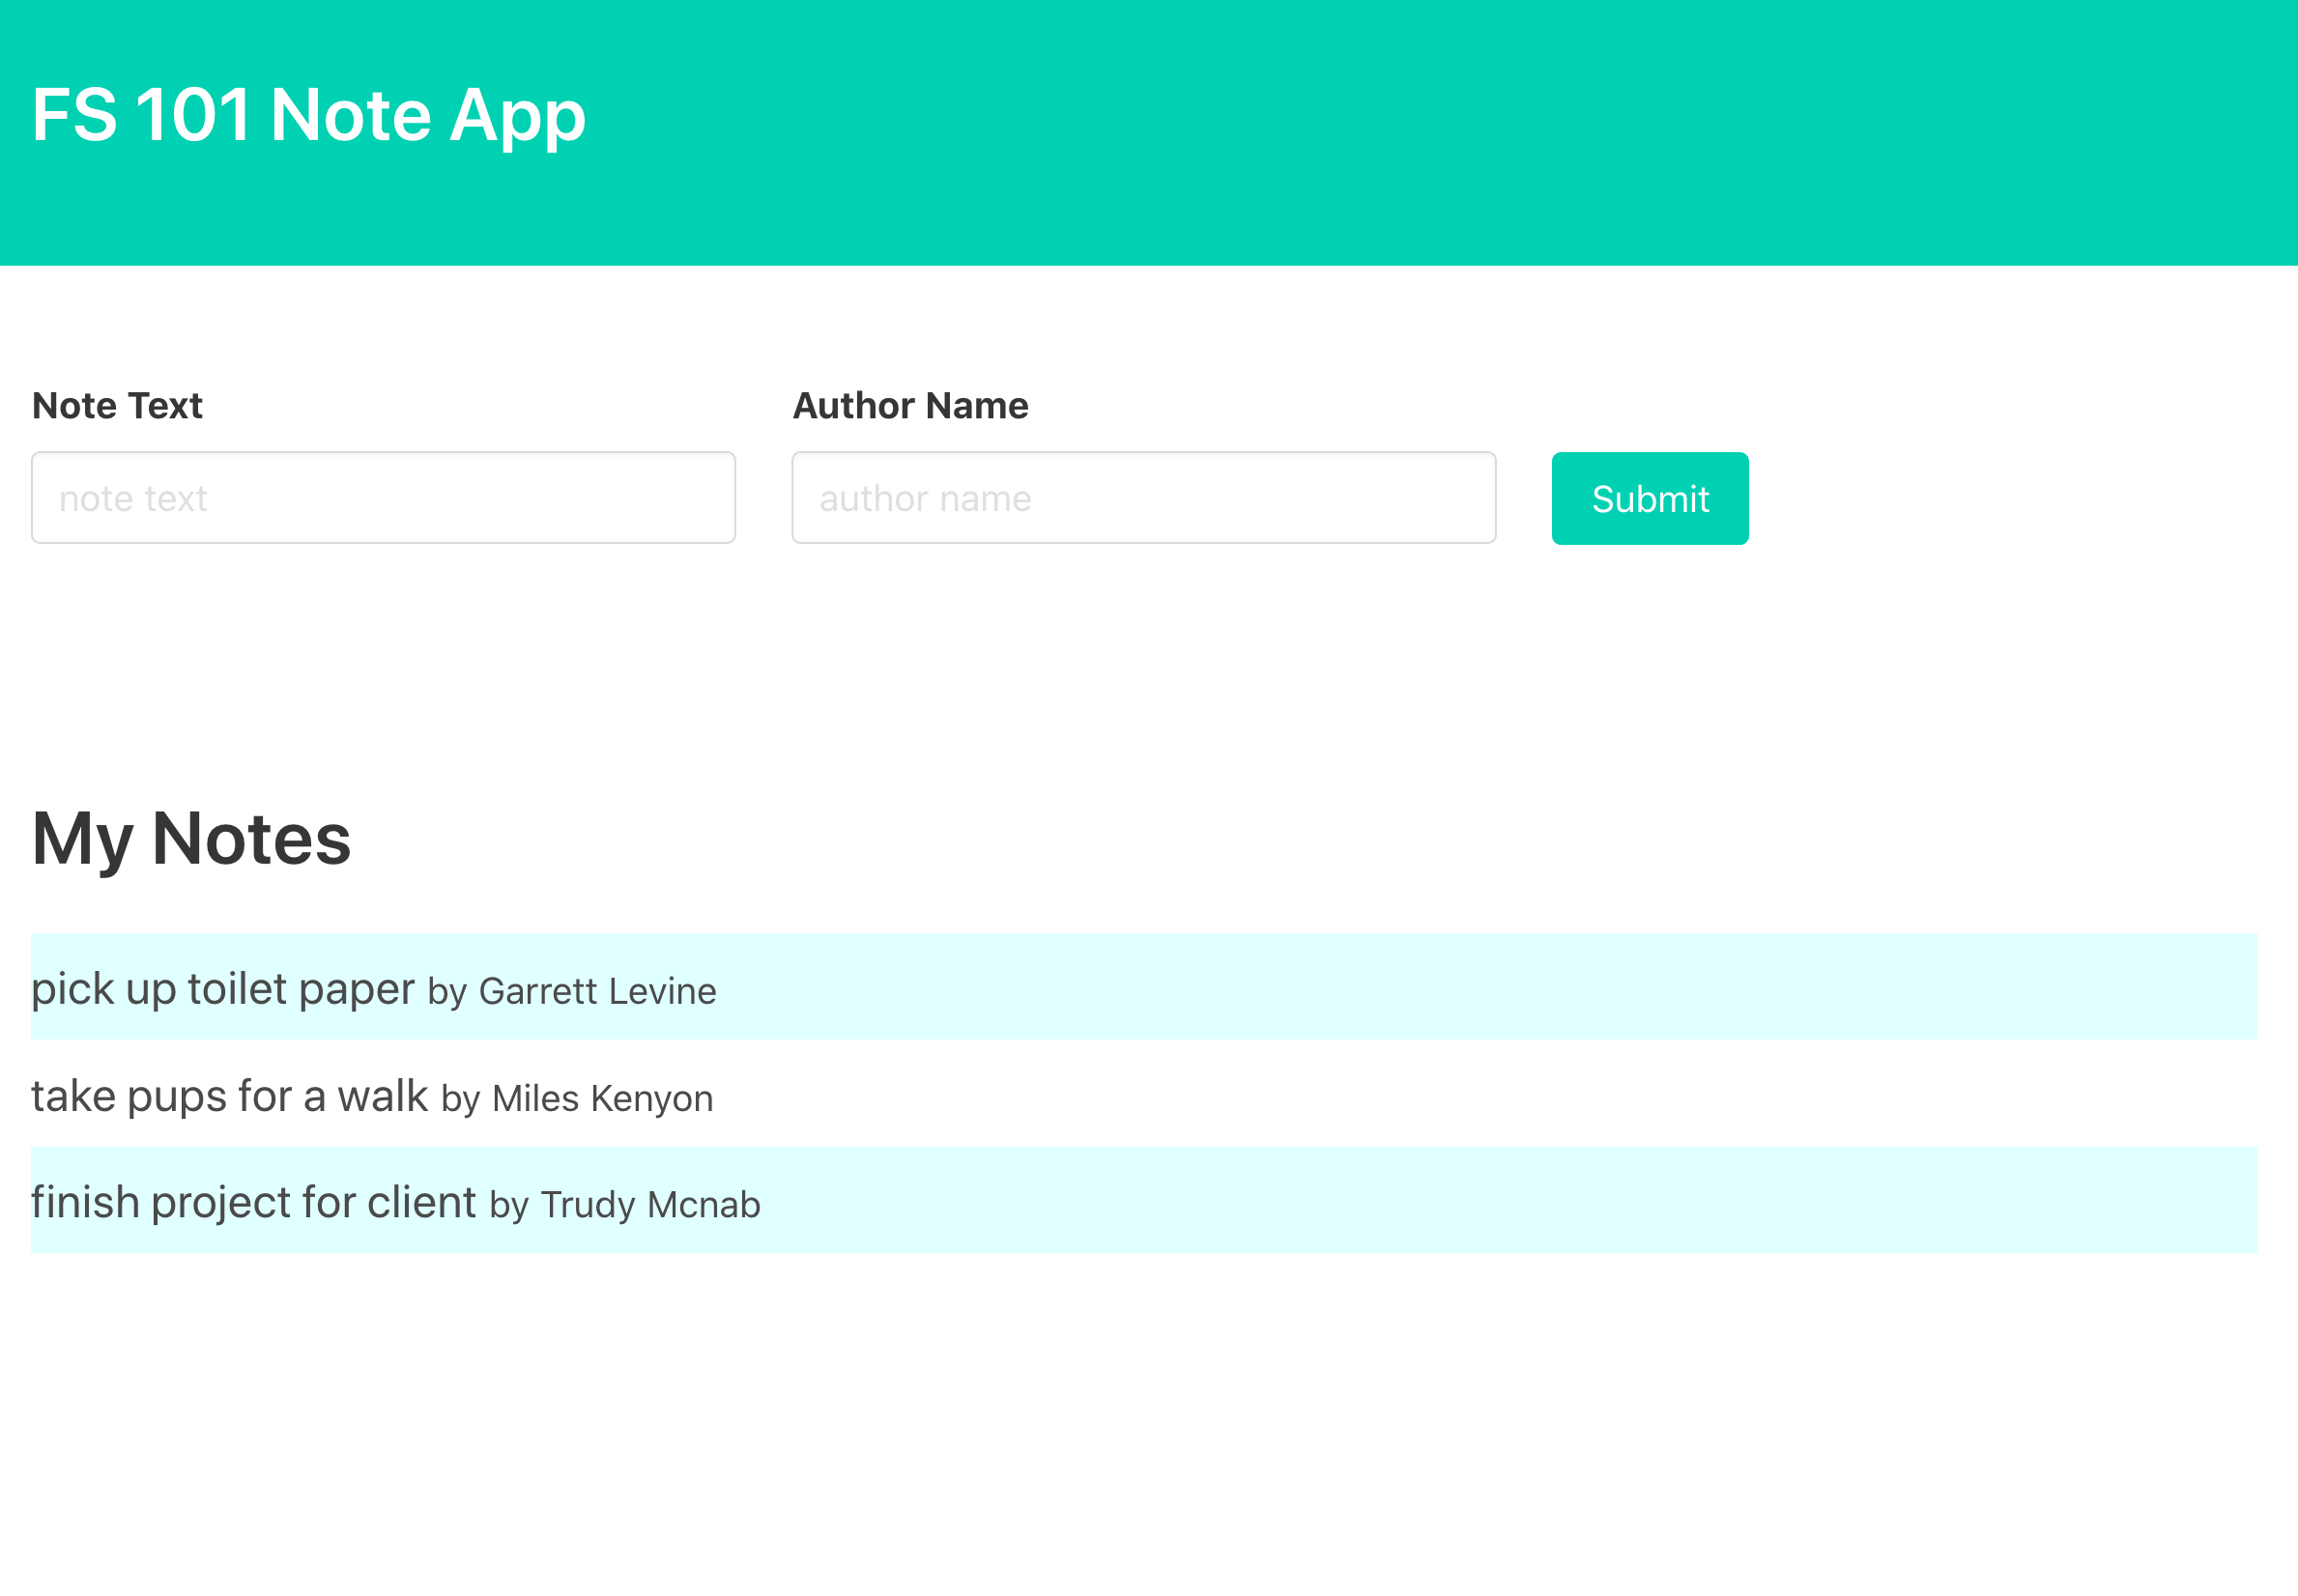 FS 101 Note App
Note Text
Author Name
note text
author name
Submit
My Notes
pick up toilet paper by Garrett Levine
take pups for a walk by Miles Kenyon
finish project for client by Trudy Mcnab